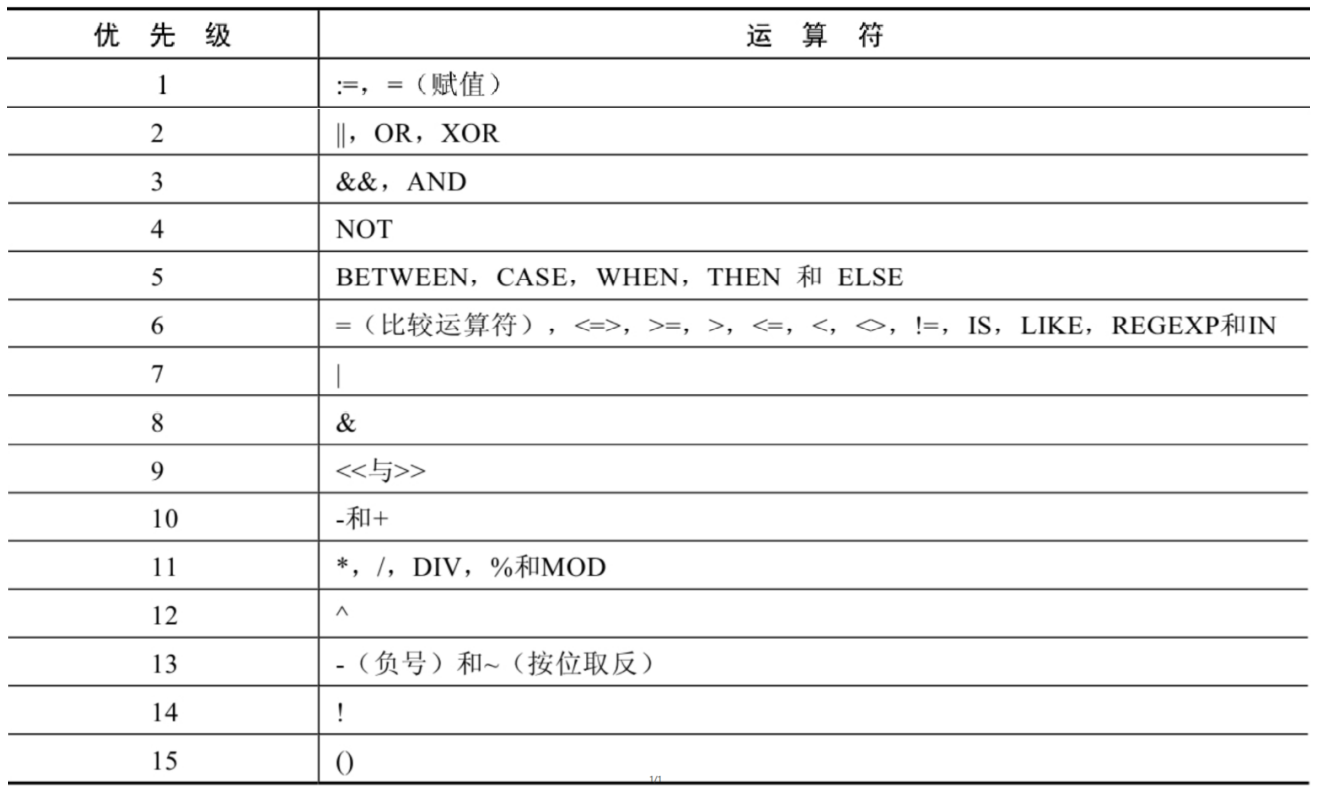 优 先 级 运 算 符
1 :=，=（赋值）
2 ||，OR，XOR
3 &&，AND
4 NOT
5 BETWEEN，CASE，WHEN，THEN 和 ELSE
6 =（比较运算符），<=>，>=，>，<=，<，<>，!=，IS，LIKE，REGEXP和IN
7 |
8 &
9 <<与>>
10 -和+
11 *，/，DIV，%和MOD
12 ^
13 -（负号）和~（按位取反）
14 !
15 ()
1/1